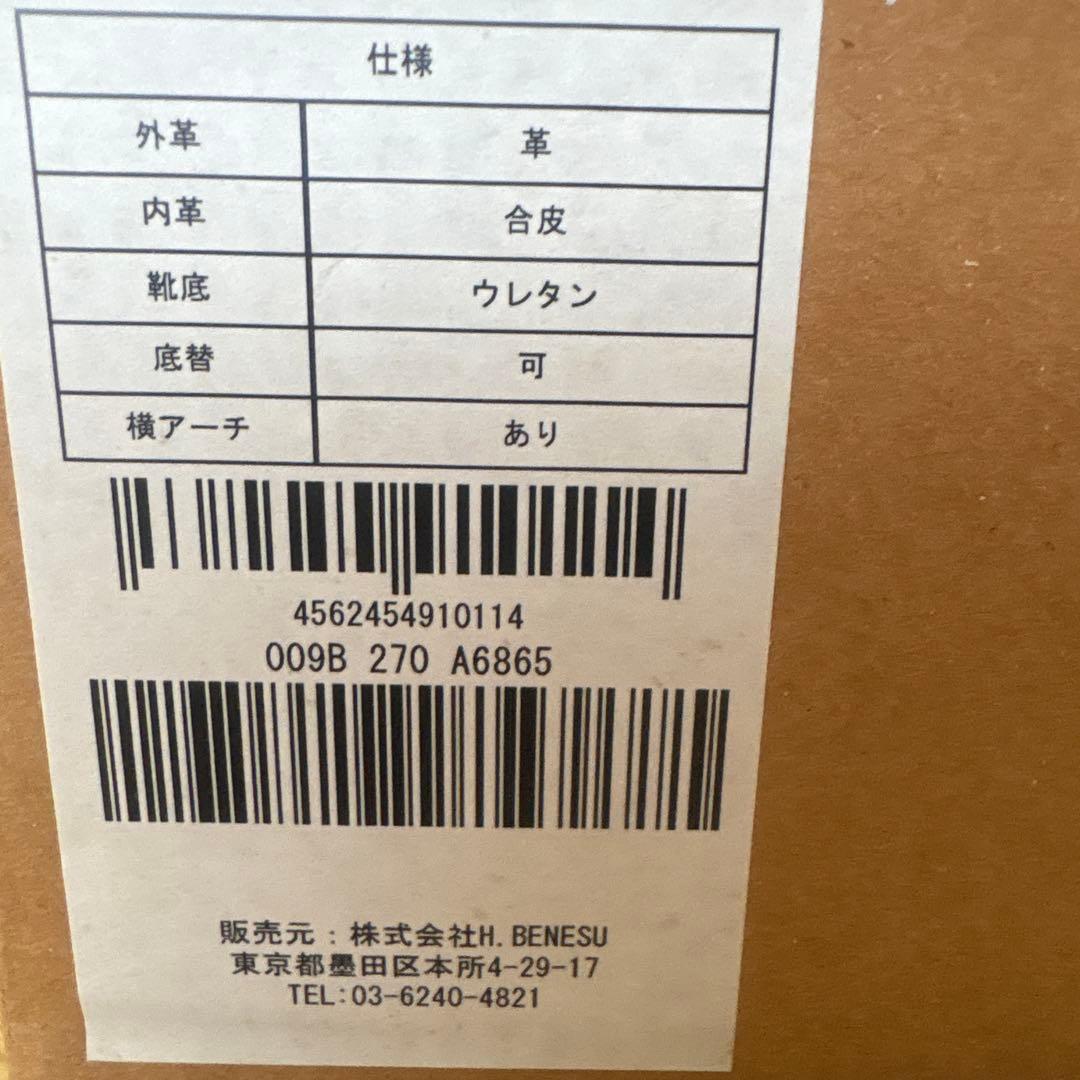 仕様
外革 革
内革 合皮
靴底 ウレタン
底替 可
横アーチ あり
4562454910114
009B 270 A6865
販売元：株式会社H.BENESU
東京都墨田区本所4-29-17
TEL:03-6240-4821